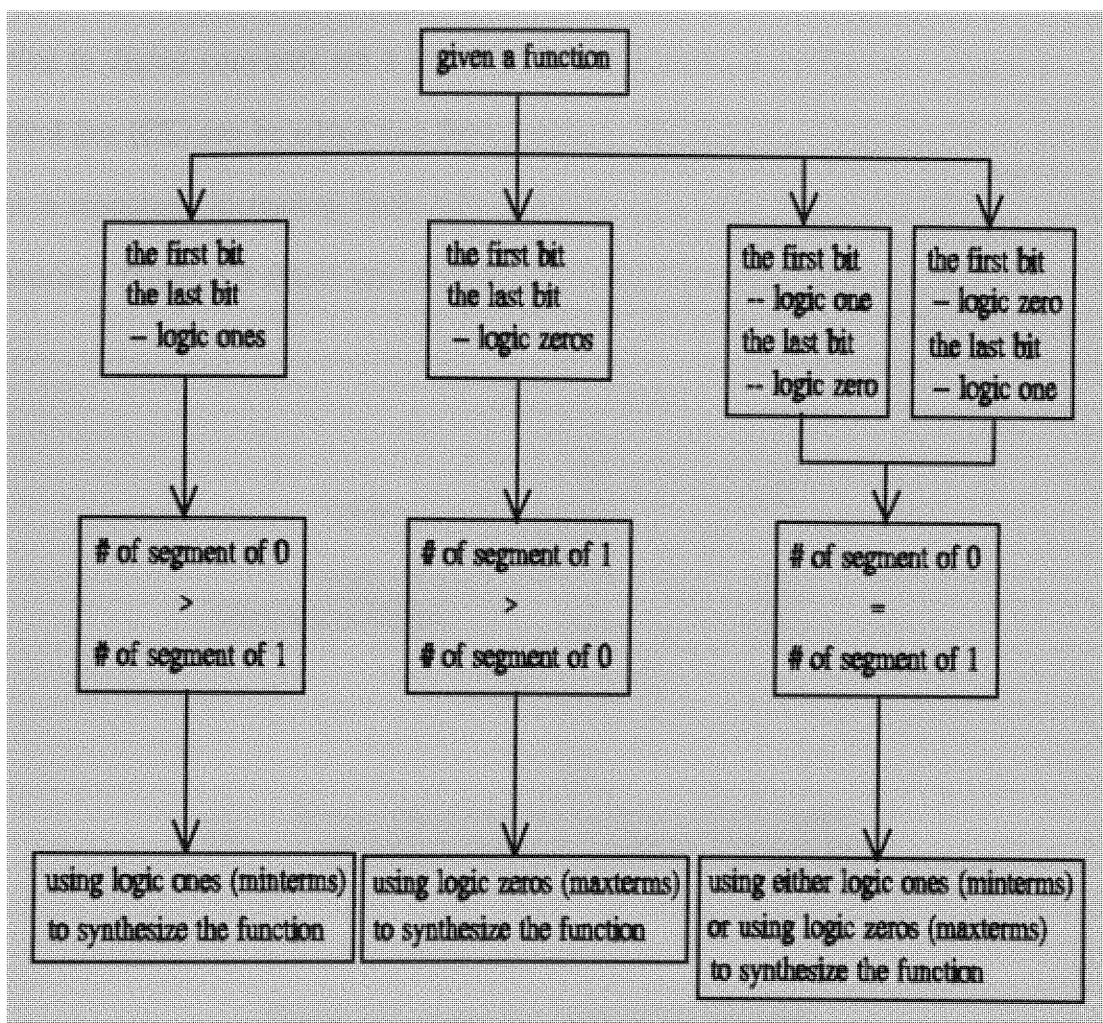 given a function
the first bit
the last bit
– logic ones
the first bit
the last bit
– logic zeros
the first bit
-- logic one
the last bit
-- logic zero
the first bit
– logic zero
the last bit
– logic one
# of segment of 0
>
# of segment of 1
# of segment of 1
>
# of segment of 0
# of segment of 0
=
# of segment of 1
using logic ones (minterms)
to synthesize the function
using logic zeros (maxterms)
to synthesize the function
using either logic ones (minterms)
or using logic zeros (maxterms)
to synthesize the function